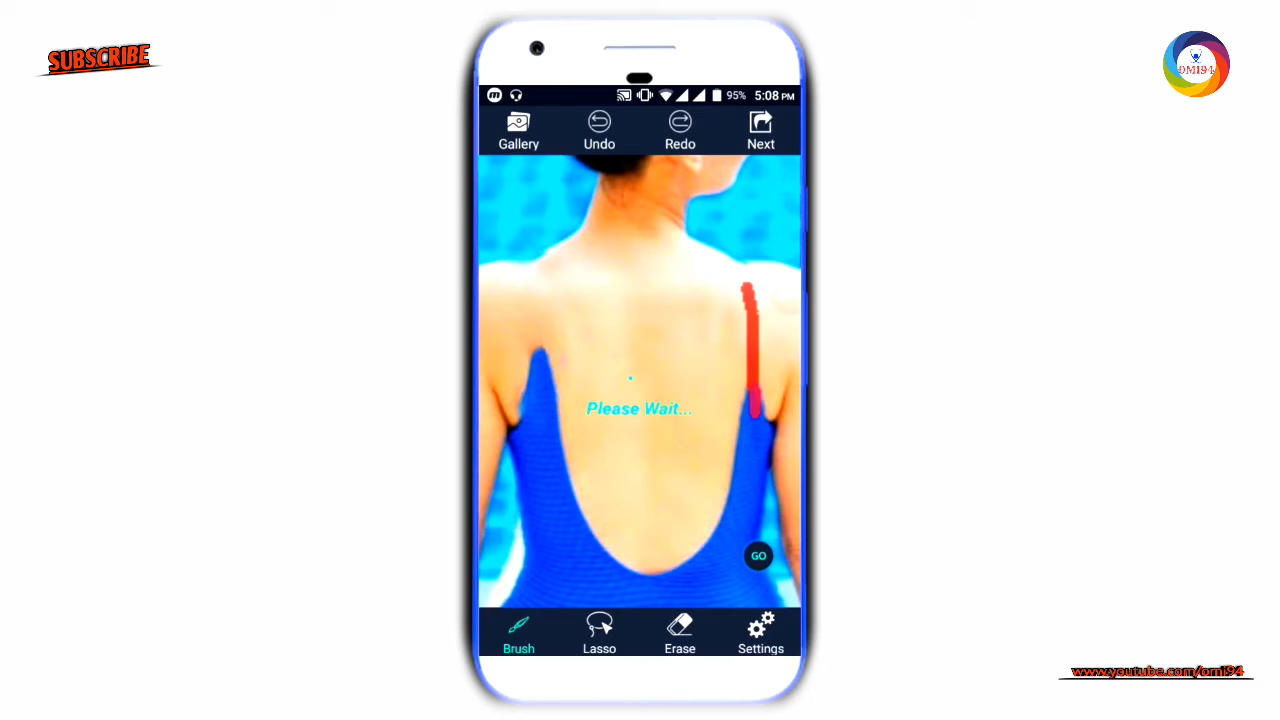 SUBSCRIBE
OMI94
95% 5:08 PM
Gallery Undo Redo Next
Please Wait...
GO
Brush Lasso Erase Settings
www.youtube.com/omi94